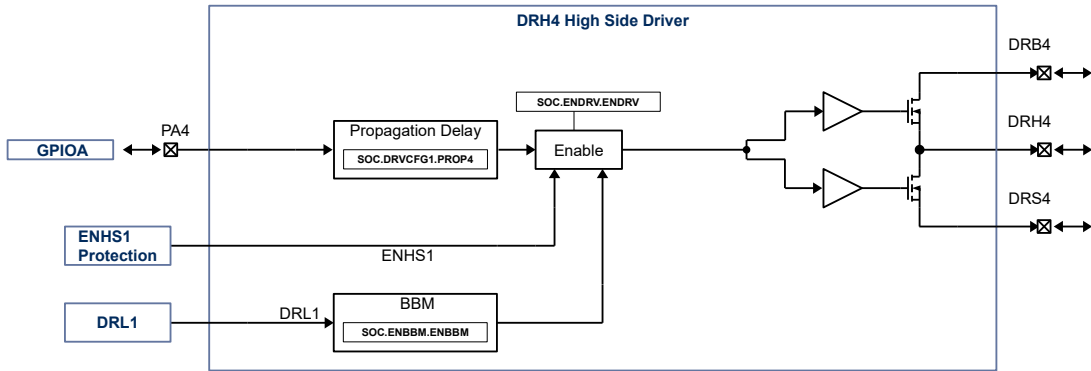 DRH4 High Side Driver
DRB4
SOC.ENDRV.ENDRV
PA4
Propagation Delay
DRH4
GPIOA
SOC.DRVCFG1.PROP4
Enable
DRS4
ENHS1
Protection
ENHS1
DRL1
DRL1
BBM
SOC.ENBBM.ENBBM